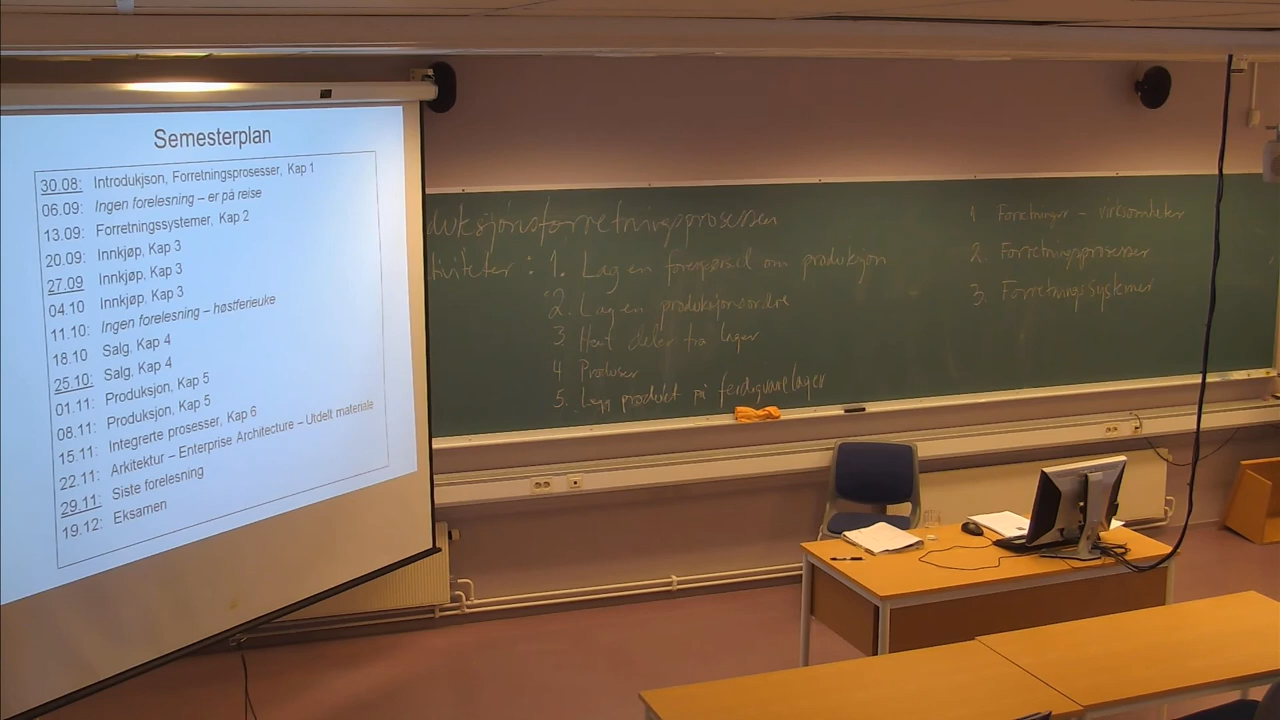 Semesterplan
30.08: Introdukjson, Forretningsprosesser, Kap 1
06.09: Ingen forelesning – er på reise
13.09: Forretningssystemer, Kap 2
20.09: Innkjøp, Kap 3
27.09 Innkjøp, Kap 3
04.10 Innkjøp, Kap 3
11.10: Ingen forelesning – høstferieuke
18.10 Salg, Kap 4
25.10: Salg, Kap 4
01.11: Produksjon, Kap 5
08.11: Produksjon, Kap 5
15.11: Integrerte prosesser, Kap 6
22.11: Arkitektur – Enterprise Architecture – Utdelt materiale
29.11: Siste forelesning
19.12: Eksamen
duksjonsforretningprosessen
tiviteter: 1. Lag en forespørsel om produksjon
2. Lag en produksjonsordre
3. Hent deler fra lager
4 Produser
5. Legg produkt på ferdigvarelager
1 Forretninger – virksomheter
2. Forretningprosesser
3. Forretningssystemer